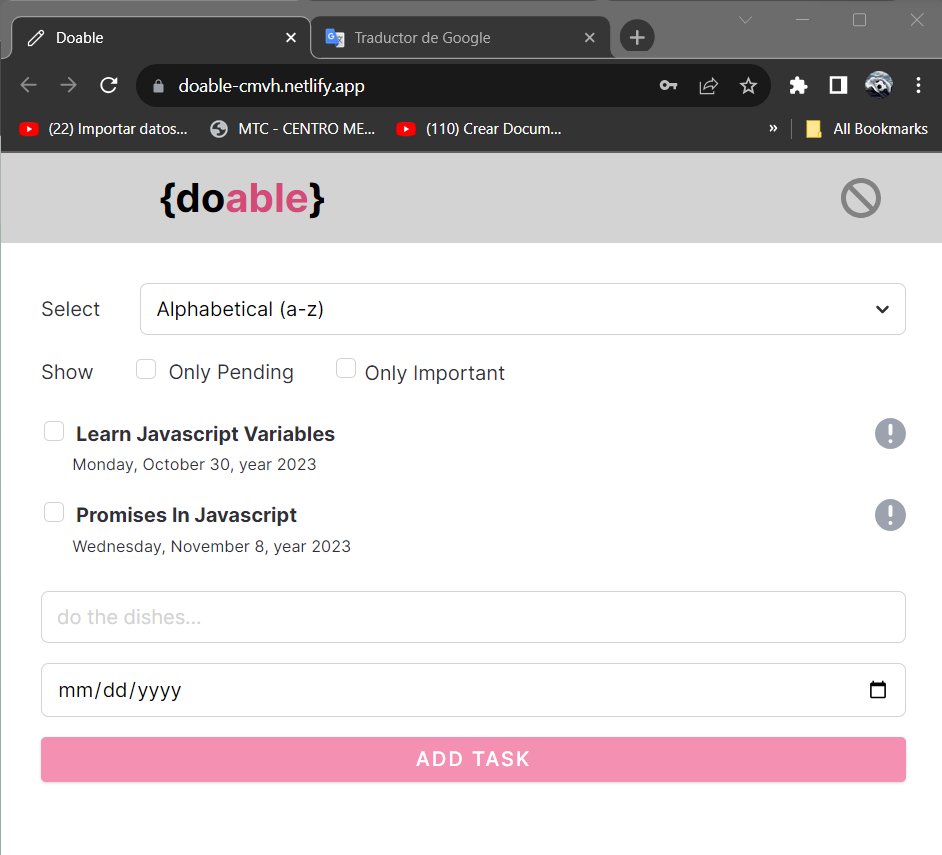 Doable
Traductor de Google
doable-cmvh.netlify.app
(22) Importar datos...
MTC - CENTRO ME...
(110) Crear Docum...
»
All Bookmarks
{doable}
Select
Alphabetical (a-z)
Show
Only Pending
Only Important
Learn Javascript Variables
Monday, October 30, year 2023
Promises In Javascript
Wednesday, November 8, year 2023
do the dishes...
mm/dd/yyyy
ADD TASK